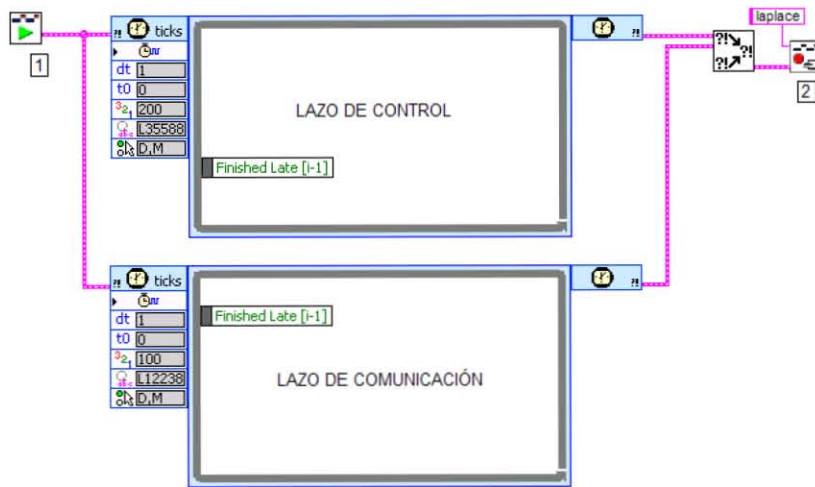 laplace
1
2
ticks
dt 1
t0 0
200
L35588
D,M
LAZO DE CONTROL
Finished Late [i-1]
ticks
dt 1
t0 0
100
L12238
D,M
Finished Late [i-1]
LAZO DE COMUNICACIÓN